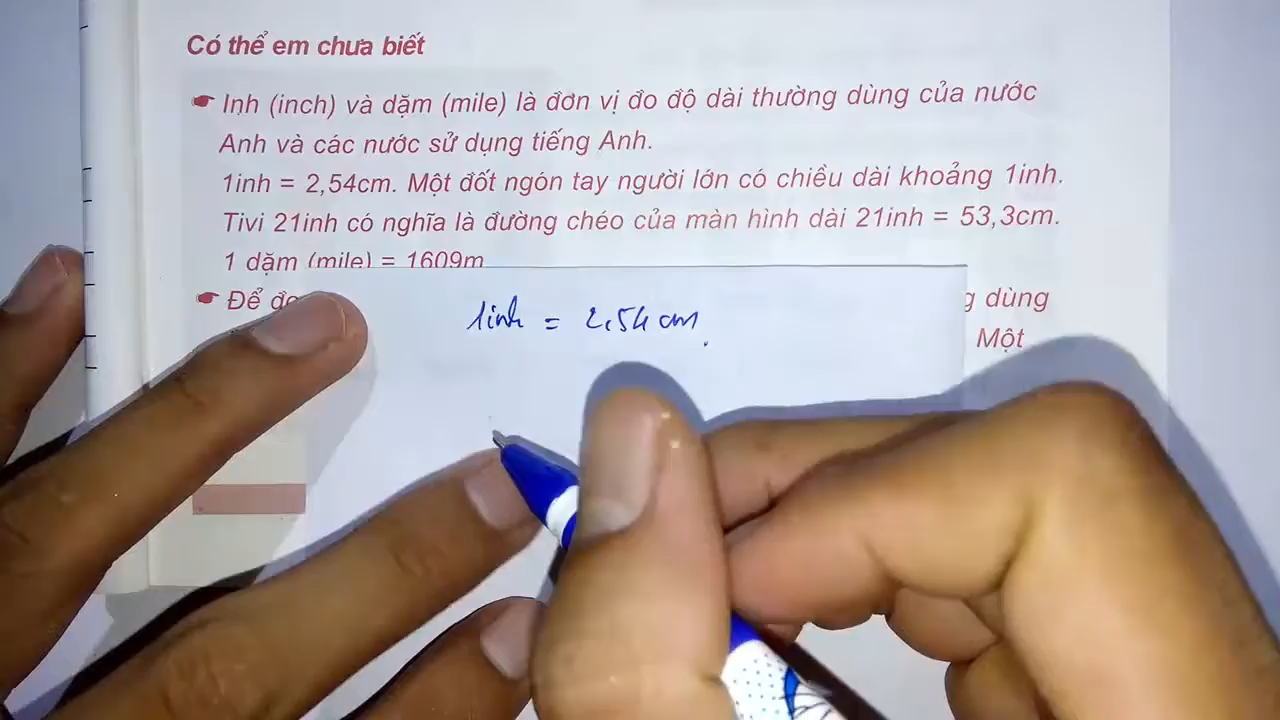 Có thể em chưa biết
Inh (inch) và dặm (mile) là đơn vị đo độ dài thường dùng của nước
Anh và các nước sử dụng tiếng Anh.
1inh = 2,54cm. Một đốt ngón tay người lớn có chiều dài khoảng 1inh.
Tivi 21inh có nghĩa là đường chéo của màn hình dài 21inh = 53,3cm.
1 dặm (mile) = 1609m
Để đo
dùng
Một
1inh = 2,54 cm